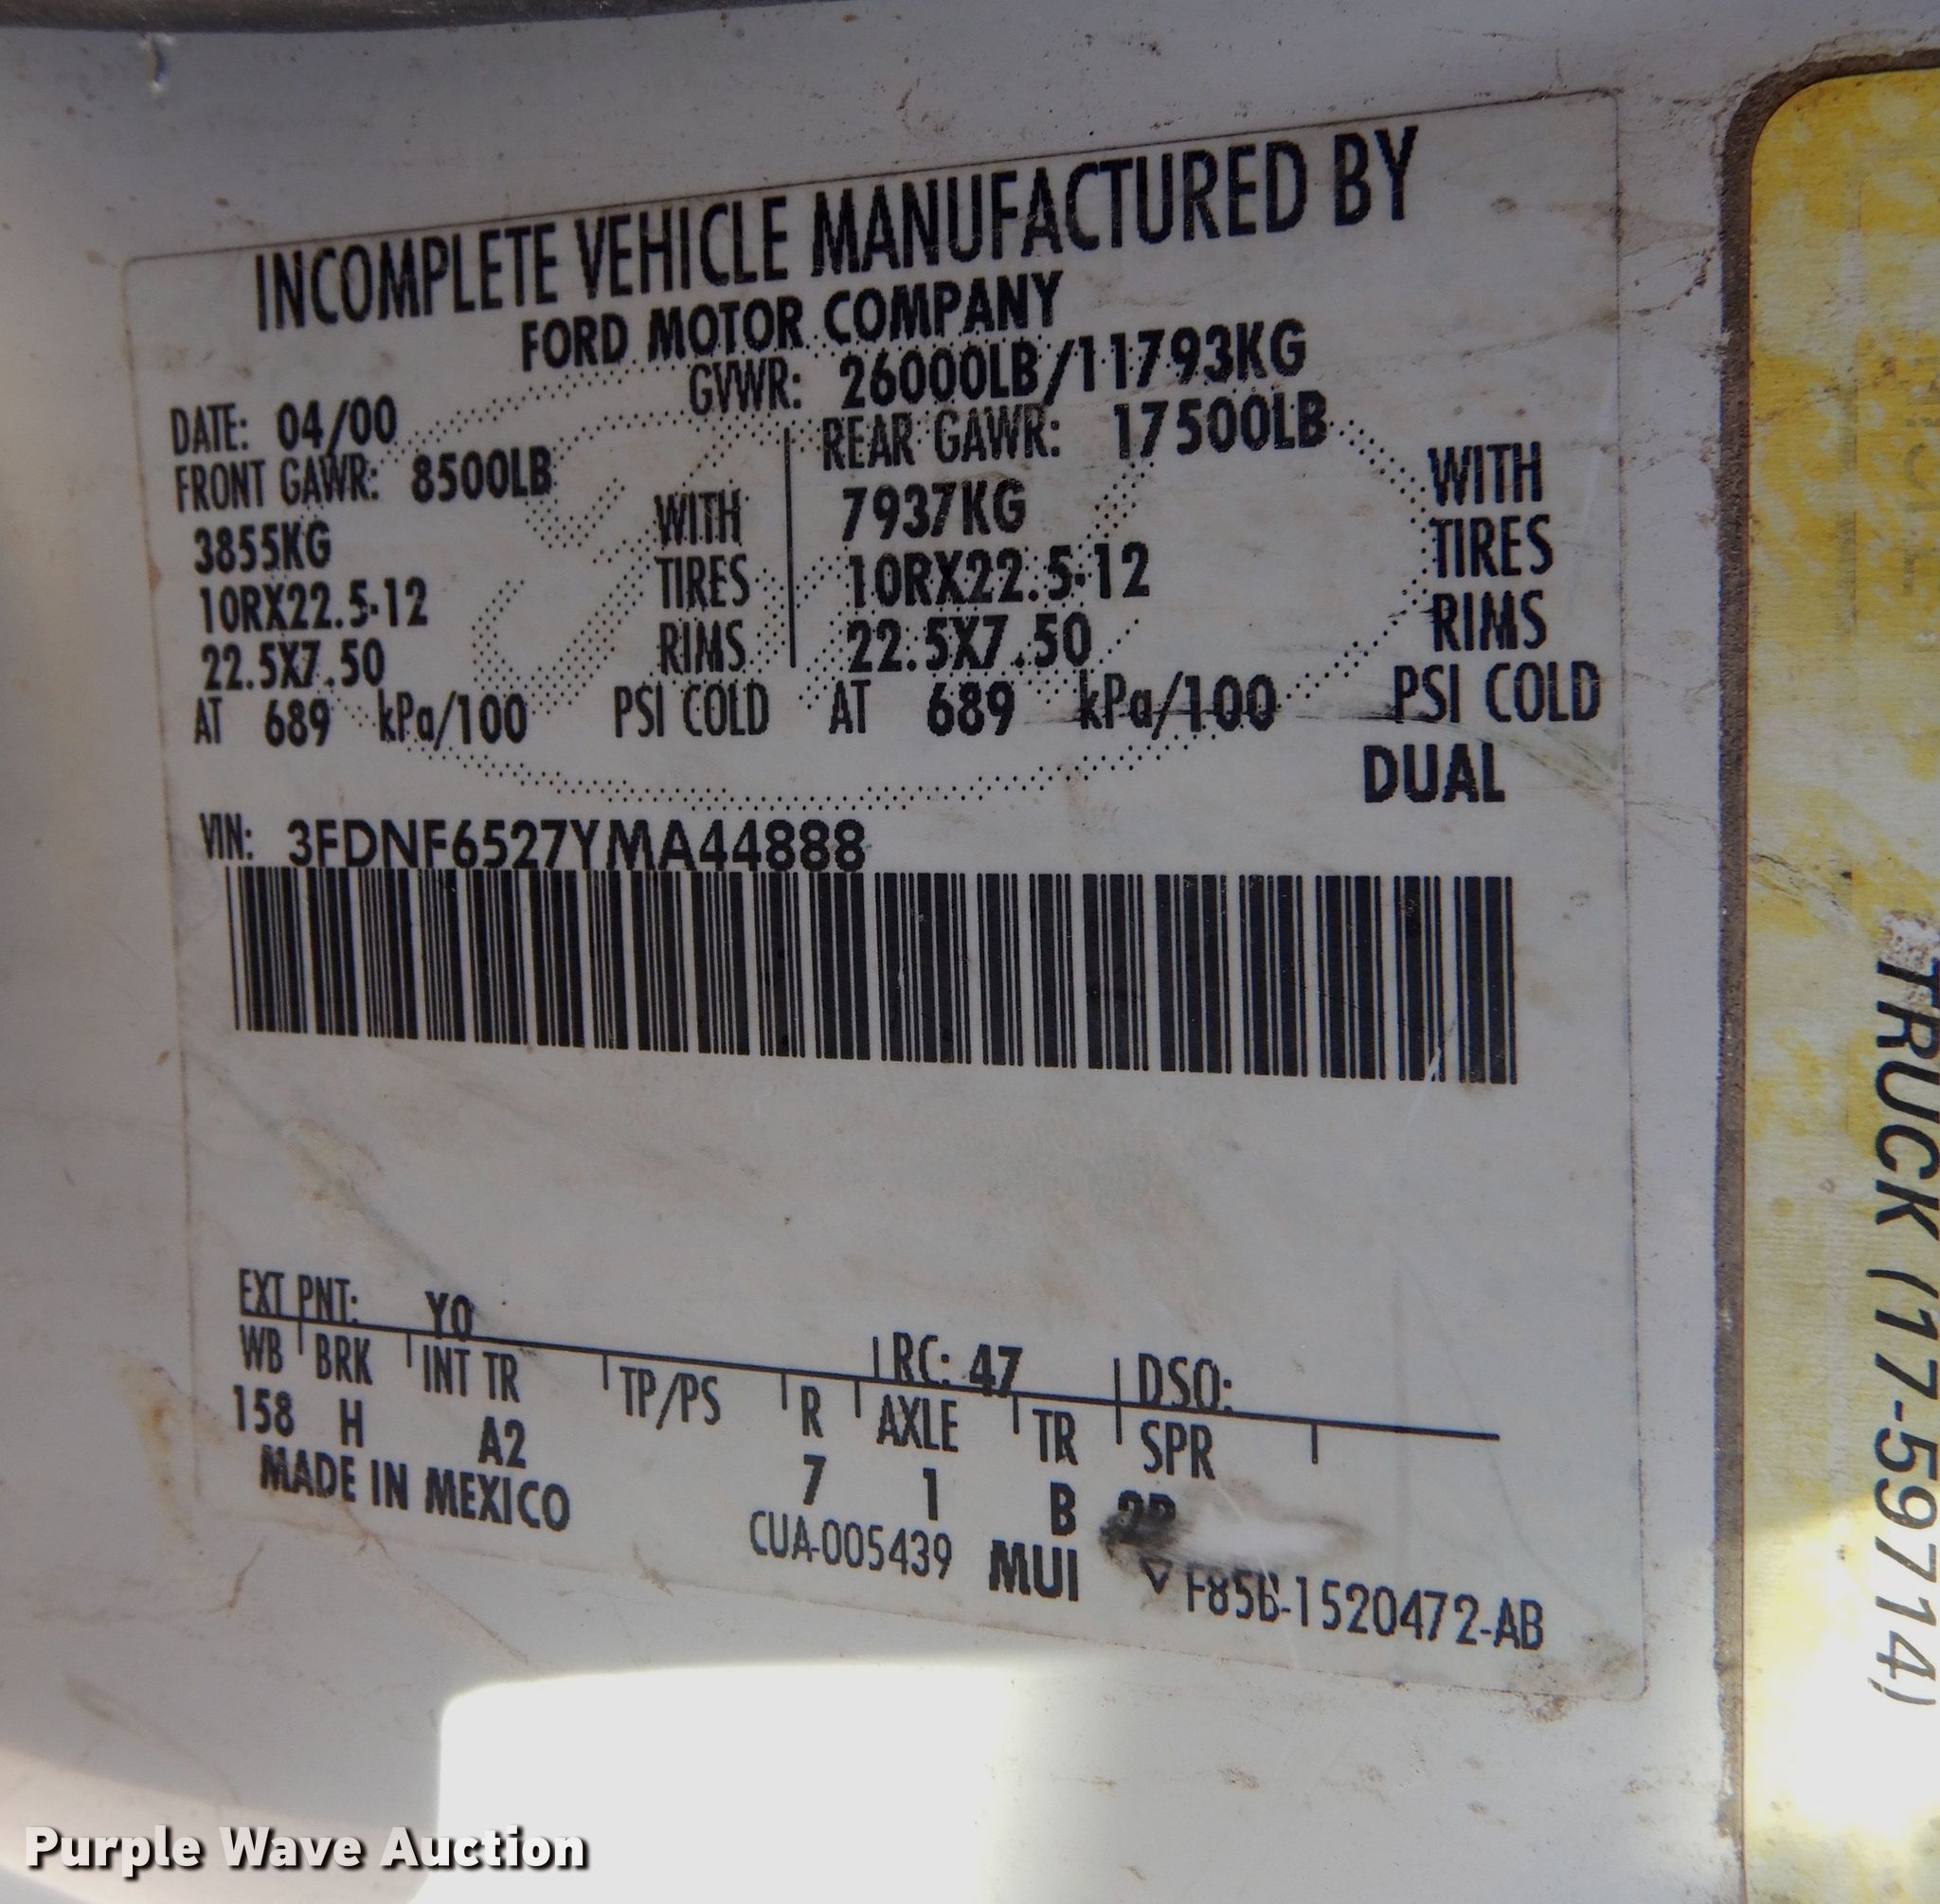 INCOMPLETE VEHICLE MANUFACTURED BY
FORD MOTOR COMPANY
DATE: 04/00 GVWR: 26000LB/11793KG
FRONT GAWR: 8500LB REAR GAWR: 17500LB
3855KG WITH 7937KG WITH
10RX22.5-12 TIRES 10RX22.5-12 TIRES
22.5X7.50 RIMS 22.5X7.50 RIMS
AT 689 kPa/100 PSI COLD AT 689 kPa/100 PSI COLD
DUAL
VIN: 3FDNF6527YMA44888
EXT PNT: YO RC: 47 DSO:
WB BRK INT TR TP/PS R AXLE TR SPR
158 H A2 7 1 B
MADE IN MEXICO CUA-005439 MUI F85B-1520472-AB
TRUCK (17-59714)
Purple Wave Auction